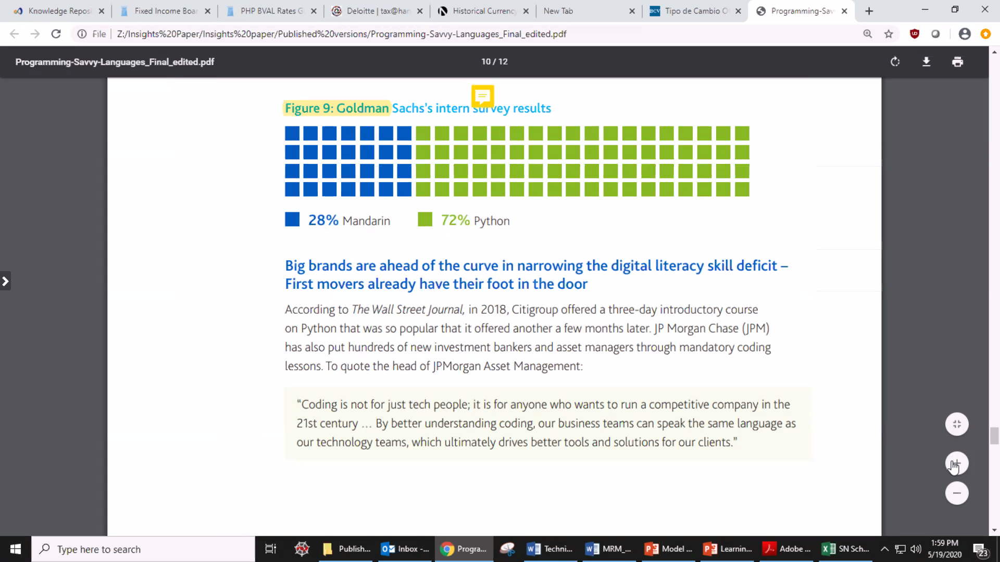 Knowledge Reposi
Fixed Income Boar
PHP BVAL Rates G
Deloitte | tax@han
Historical Currency
New Tab
BCV Tipo de Cambio O
Programming-Sav
File Z:/Insights%20Paper/Insights%20paper/Published%20versions/Programming-Savvy-Languages_Final_edited.pdf
Programming-Savvy-Languages_Final_edited.pdf
10 / 12
Figure 9: Goldman Sachs's intern survey results
28% Mandarin 72% Python
Big brands are ahead of the curve in narrowing the digital literacy skill deficit –
First movers already have their foot in the door
According to The Wall Street Journal, in 2018, Citigroup offered a three-day introductory course
on Python that was so popular that it offered another a few months later. JP Morgan Chase (JPM)
has also put hundreds of new investment bankers and asset managers through mandatory coding
lessons. To quote the head of JPMorgan Asset Management:
“Coding is not for just tech people; it is for anyone who wants to run a competitive company in the
21st century … By better understanding coding, our business teams can speak the same language as
our technology teams, which ultimately drives better tools and solutions for our clients.”
Type here to search
Publish...
Inbox -...
Progra...
Techni...
MRM_...
Model ...
Learnin...
Adobe ...
SN Sch...
1:59 PM
5/19/2020
23